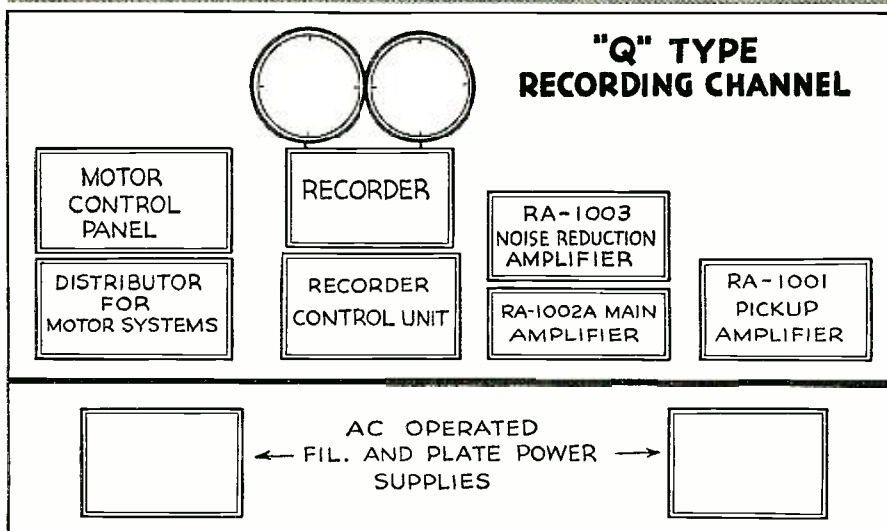 "Q" TYPE
RECORDING CHANNEL
MOTOR
CONTROL
PANEL
RECORDER
RA-1003
NOISE REDUCTION
AMPLIFIER
DISTRIBUTOR
FOR
MOTOR SYSTEMS
RECORDER
CONTROL UNIT
RA-1002A MAIN
AMPLIFIER
RA-1001
PICKUP
AMPLIFIER
AC OPERATED
FIL. AND PLATE POWER
SUPPLIES